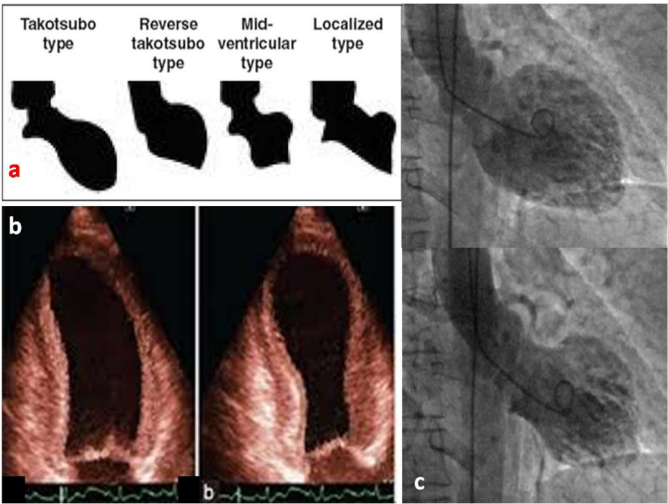 Takotsubo
type
Reverse
takotsubo
type
Mid-
ventricular
type
Localized
type
a
b
b
c